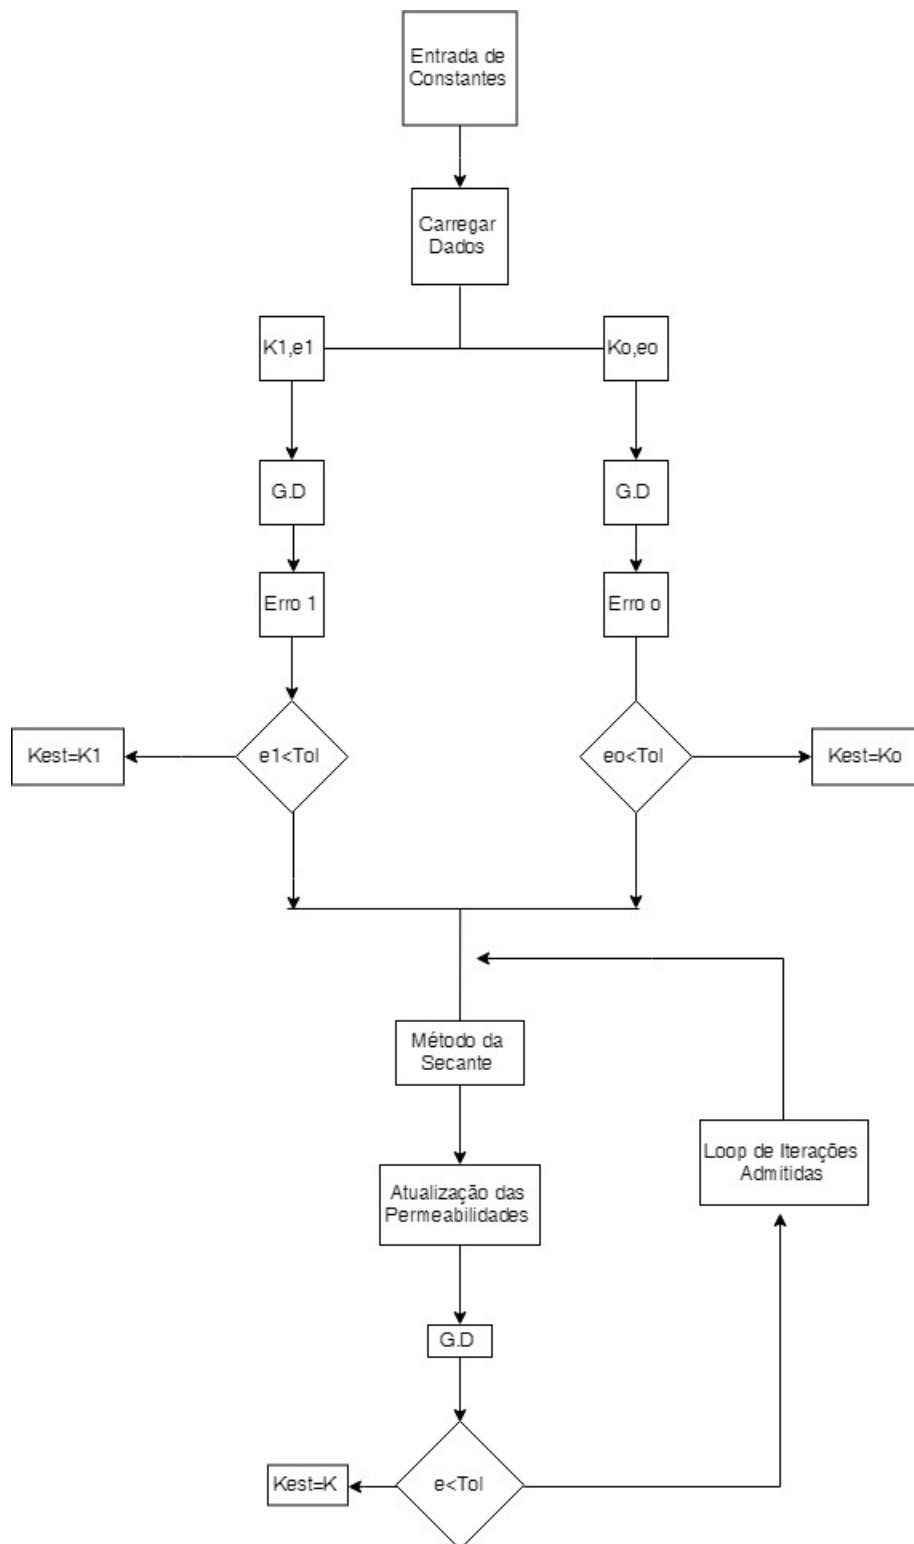 Entrada de
Constantes
Carregar
Dados
K1,e1
Ko,eo
G.D
G.D
Erro 1
Erro o
Kest=K1
e1<Tol
eo<Tol
Kest=Ko
Método da
Secante
Loop de Iterações
Admitidas
Atualização das
Permeabilidades
G.D
Kest=K
e<Tol